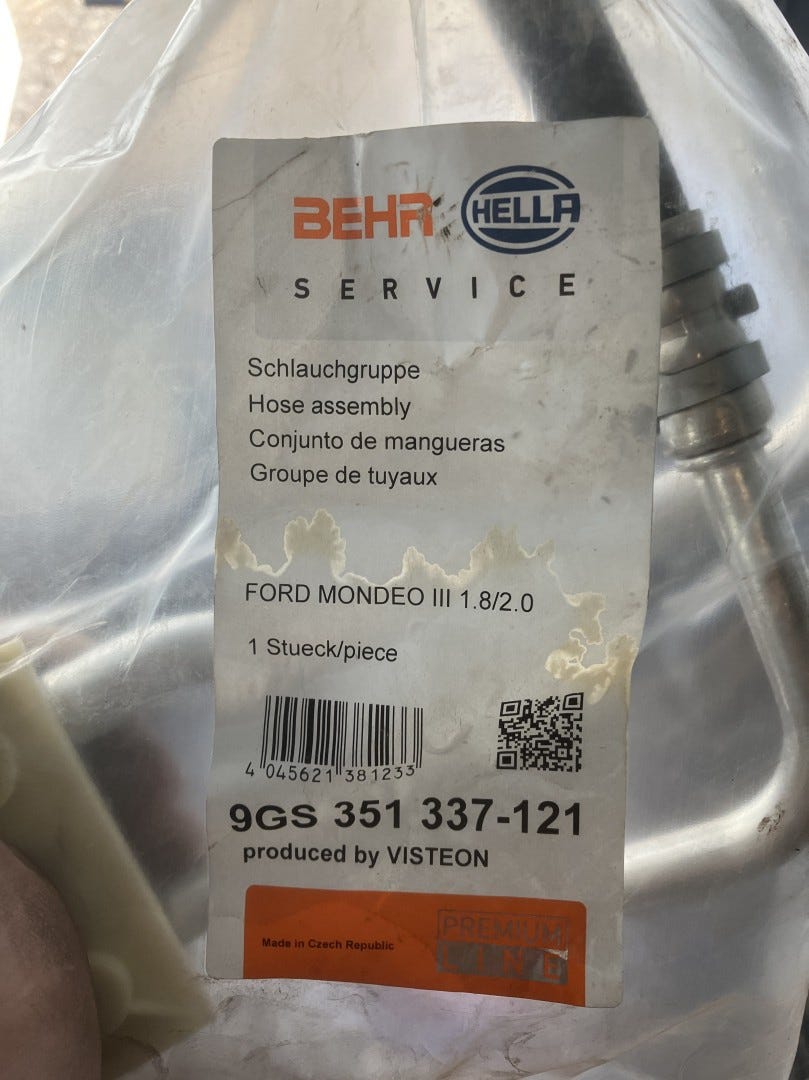 BEHR HELLA
SERVICE
Schlauchgruppe
Hose assembly
Conjunto de mangueras
Groupe de tuyaux
FORD MONDEO III 1.8/2.0
1 Stueck/piece
4 045621 381233
9GS 351 337-121
produced by VISTEON
PREMIUM
Made in Czech Republic